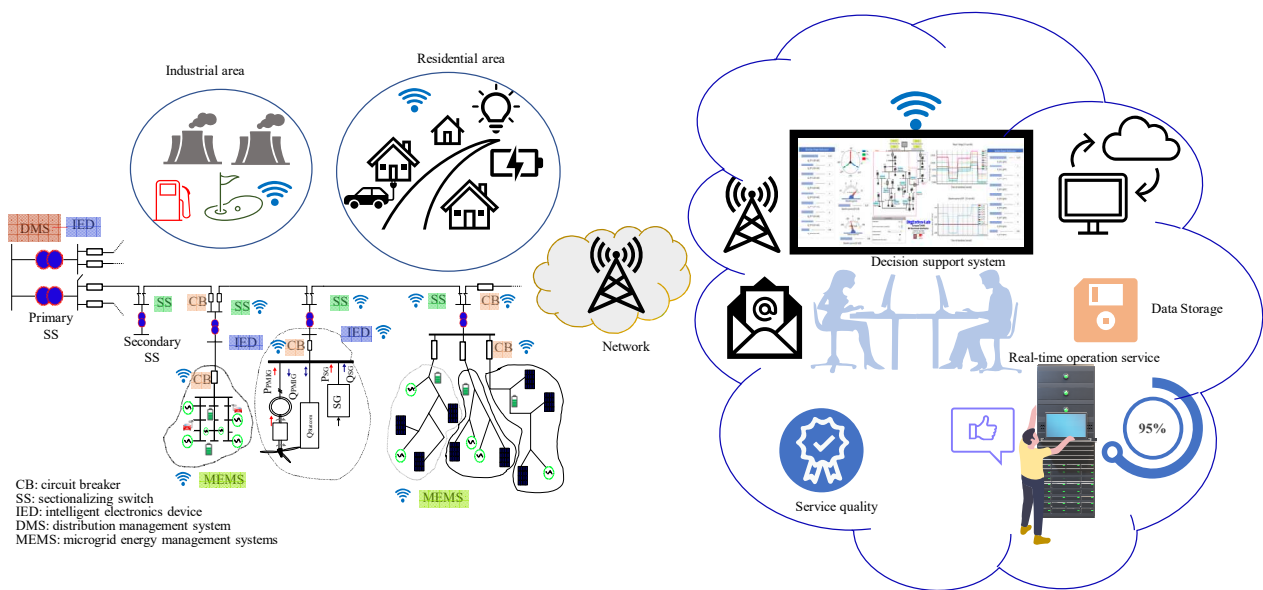 Industrial area
Residential area
DMS
IED
Primary
SS
SS
Secondary
SS
CB
SS
IED
CB
SS
IED
CB
SS
CB
CB
P_PMIG
Q_PMIG
P_SG
Q_SG
SG
MEMS
MEMS
Network
CB: circuit breaker
SS: sectionalizing switch
IED: intelligent electronics device
DMS: distribution management system
MEMS: microgrid energy management systems
Decision support system
@
Data Storage
Real-time operation service
95%
Service quality